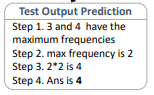 Test Output Prediction
Step 1. 3 and 4 have the
maximum frequencies
Step 2. max frequency is 2
Step 3. 2*2 is 4
Step 4. Ans is 4